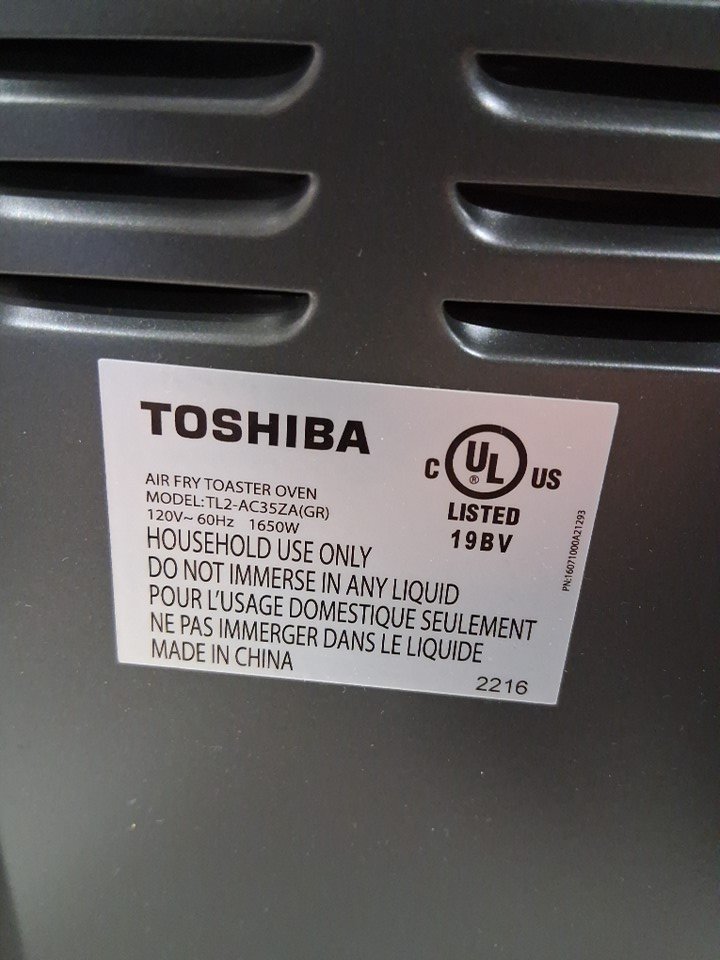 TOSHIBA
C UL US
®
LISTED
19BV
AIR FRY TOASTER OVEN
MODEL:TL2-AC35ZA(GR)
120V~ 60Hz 1650W
HOUSEHOLD USE ONLY
DO NOT IMMERSE IN ANY LIQUID
POUR L'USAGE DOMESTIQUE SEULEMENT
NE PAS IMMERGER DANS LE LIQUIDE
MADE IN CHINA
2216
PN:16071000A21293